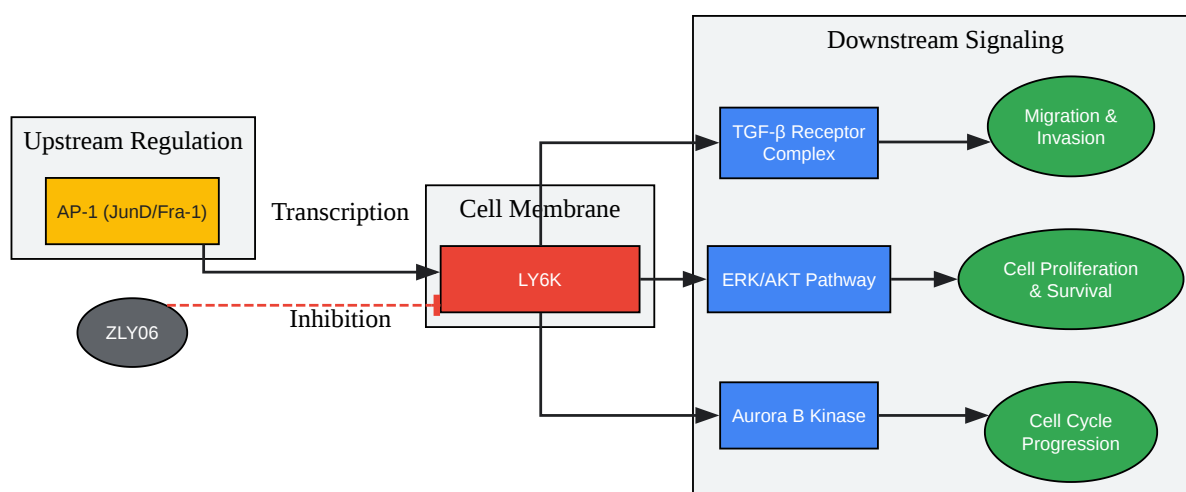 Downstream Signaling
TGF-β Receptor
Complex
Migration &
Invasion
Upstream Regulation
AP-1 (JunD/Fra-1)
Transcription
Cell Membrane
LY6K
ERK/AKT Pathway
Cell Proliferation
& Survival
ZLY06
Inhibition
Aurora B Kinase
Cell Cycle
Progression